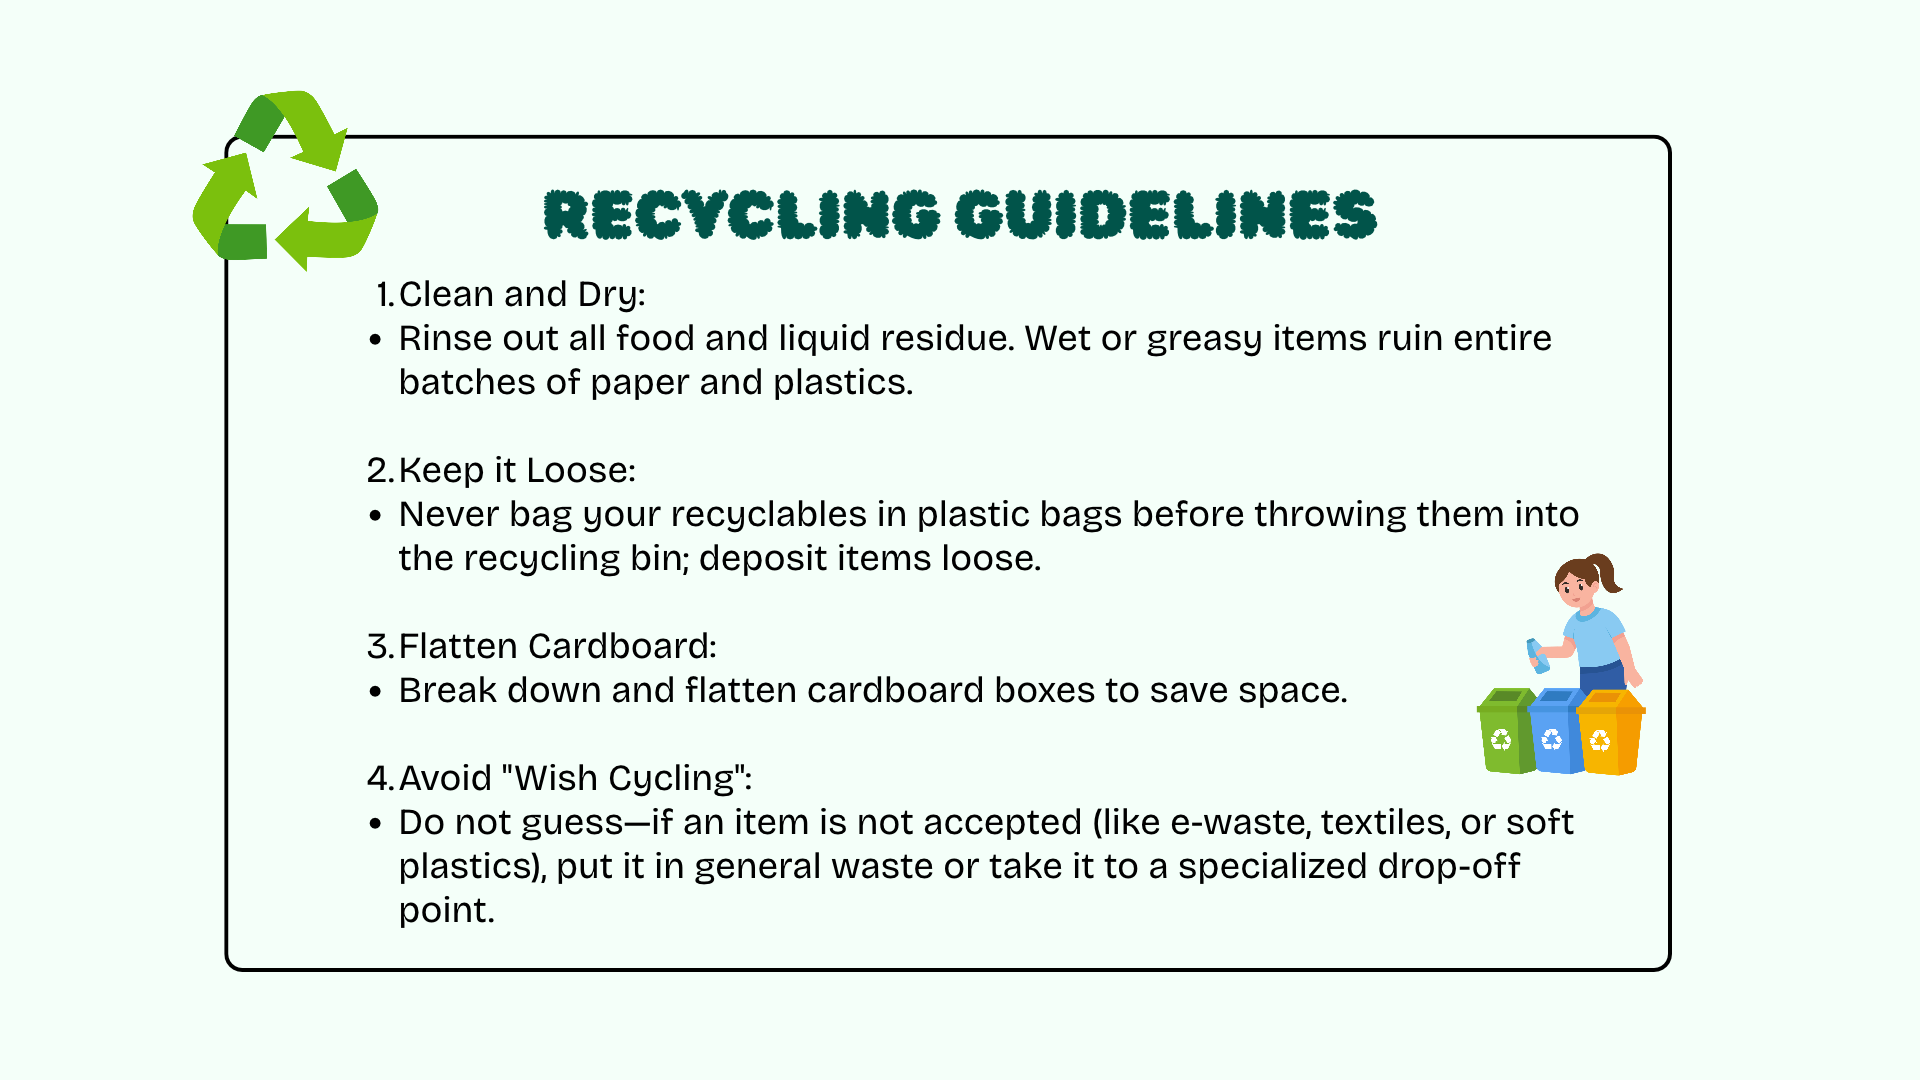 RECYCLING GUIDELINES
1. Clean and Dry:
• Rinse out all food and liquid residue. Wet or greasy items ruin entire
batches of paper and plastics.
2. Keep it Loose:
• Never bag your recyclables in plastic bags before throwing them into
the recycling bin; deposit items loose.
3. Flatten Cardboard:
• Break down and flatten cardboard boxes to save space.
4. Avoid "Wish Cycling":
• Do not guess—if an item is not accepted (like e-waste, textiles, or soft
plastics), put it in general waste or take it to a specialized drop-off
point.